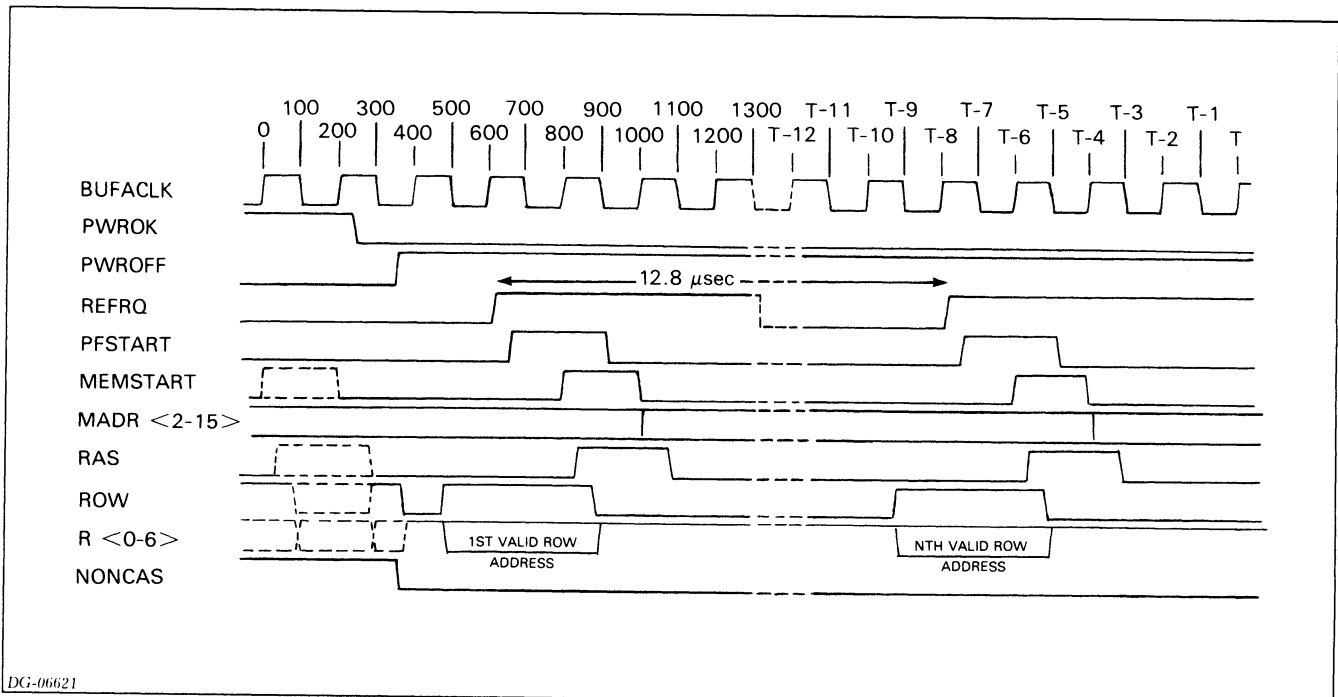 100 300 500 700 900 1100 1300 T-11 T-9 T-7 T-5 T-3 T-1
0 200 400 600 800 1000 1200 T-12 T-10 T-8 T-6 T-4 T-2 T
BUFACLK
PWROK
PWROFF
12.8 μsec
REFRQ
PFSTART
MEMSTART
MADR <2-15>
RAS
ROW
R <0-6>
1ST VALID ROW
ADDRESS
NTH VALID ROW
ADDRESS
NONCAS
DG-06621